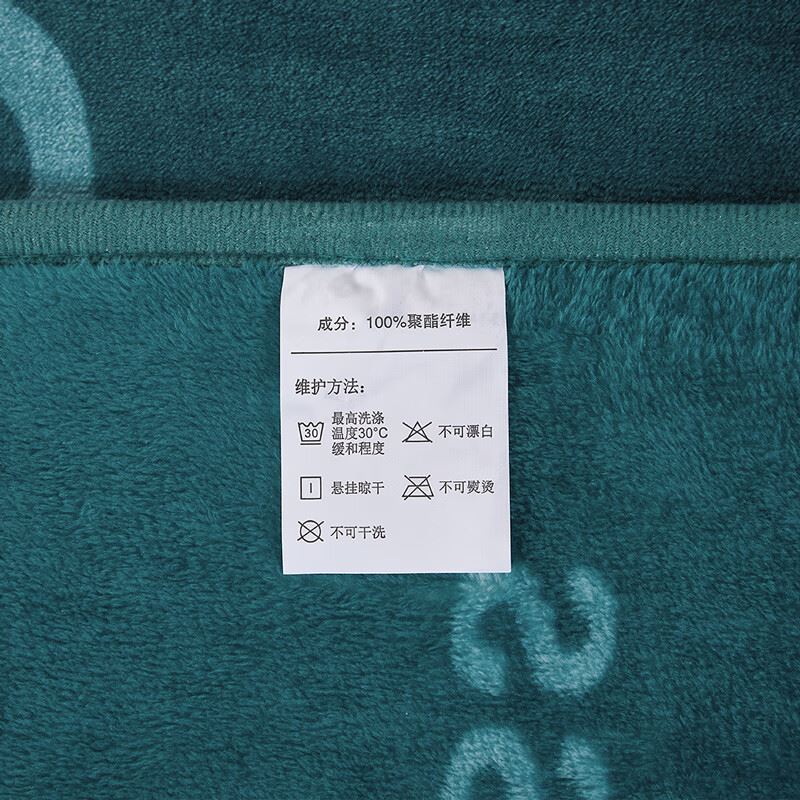 成分：100%聚酯纤维
维护方法：
30
最高洗涤
温度30°C
缓和程度
不可漂白
悬挂晾干
不可熨烫
不可干洗